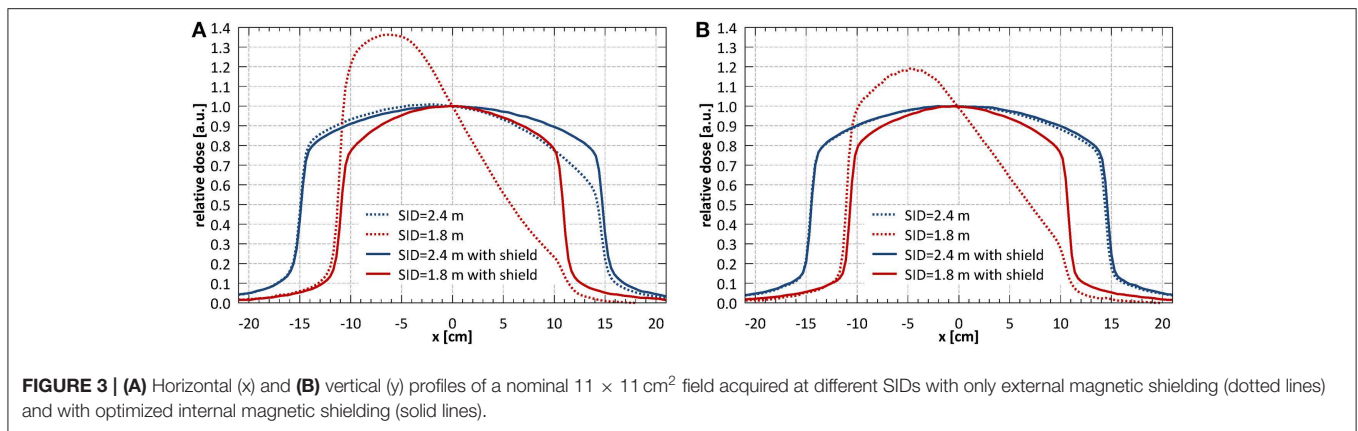 A
1.4
1.3
1.2
1.1
1.0
0.9
0.8
0.7
0.6
0.5
0.4
0.3
0.2
0.1
0.0
relative dose [a.u.]
SID=2.4 m
SID=1.8 m
SID=2.4 m with shield
SID=1.8 m with shield
-20 -15 -10 -5 0 5 10 15 20
x [cm]
B
1.4
1.3
1.2
1.1
1.0
0.9
0.8
0.7
0.6
0.5
0.4
0.3
0.2
0.1
0.0
relative dose [a.u.]
SID=2.4 m
SID=1.8 m
SID=2.4 m with shield
SID=1.8 m with shield
-20 -15 -10 -5 0 5 10 15 20
x [cm]
FIGURE 3 | (A) Horizontal (x) and (B) vertical (y) profiles of a nominal 11 × 11 cm² field acquired at different SIDs with only external magnetic shielding (dotted lines)
and with optimized internal magnetic shielding (solid lines).